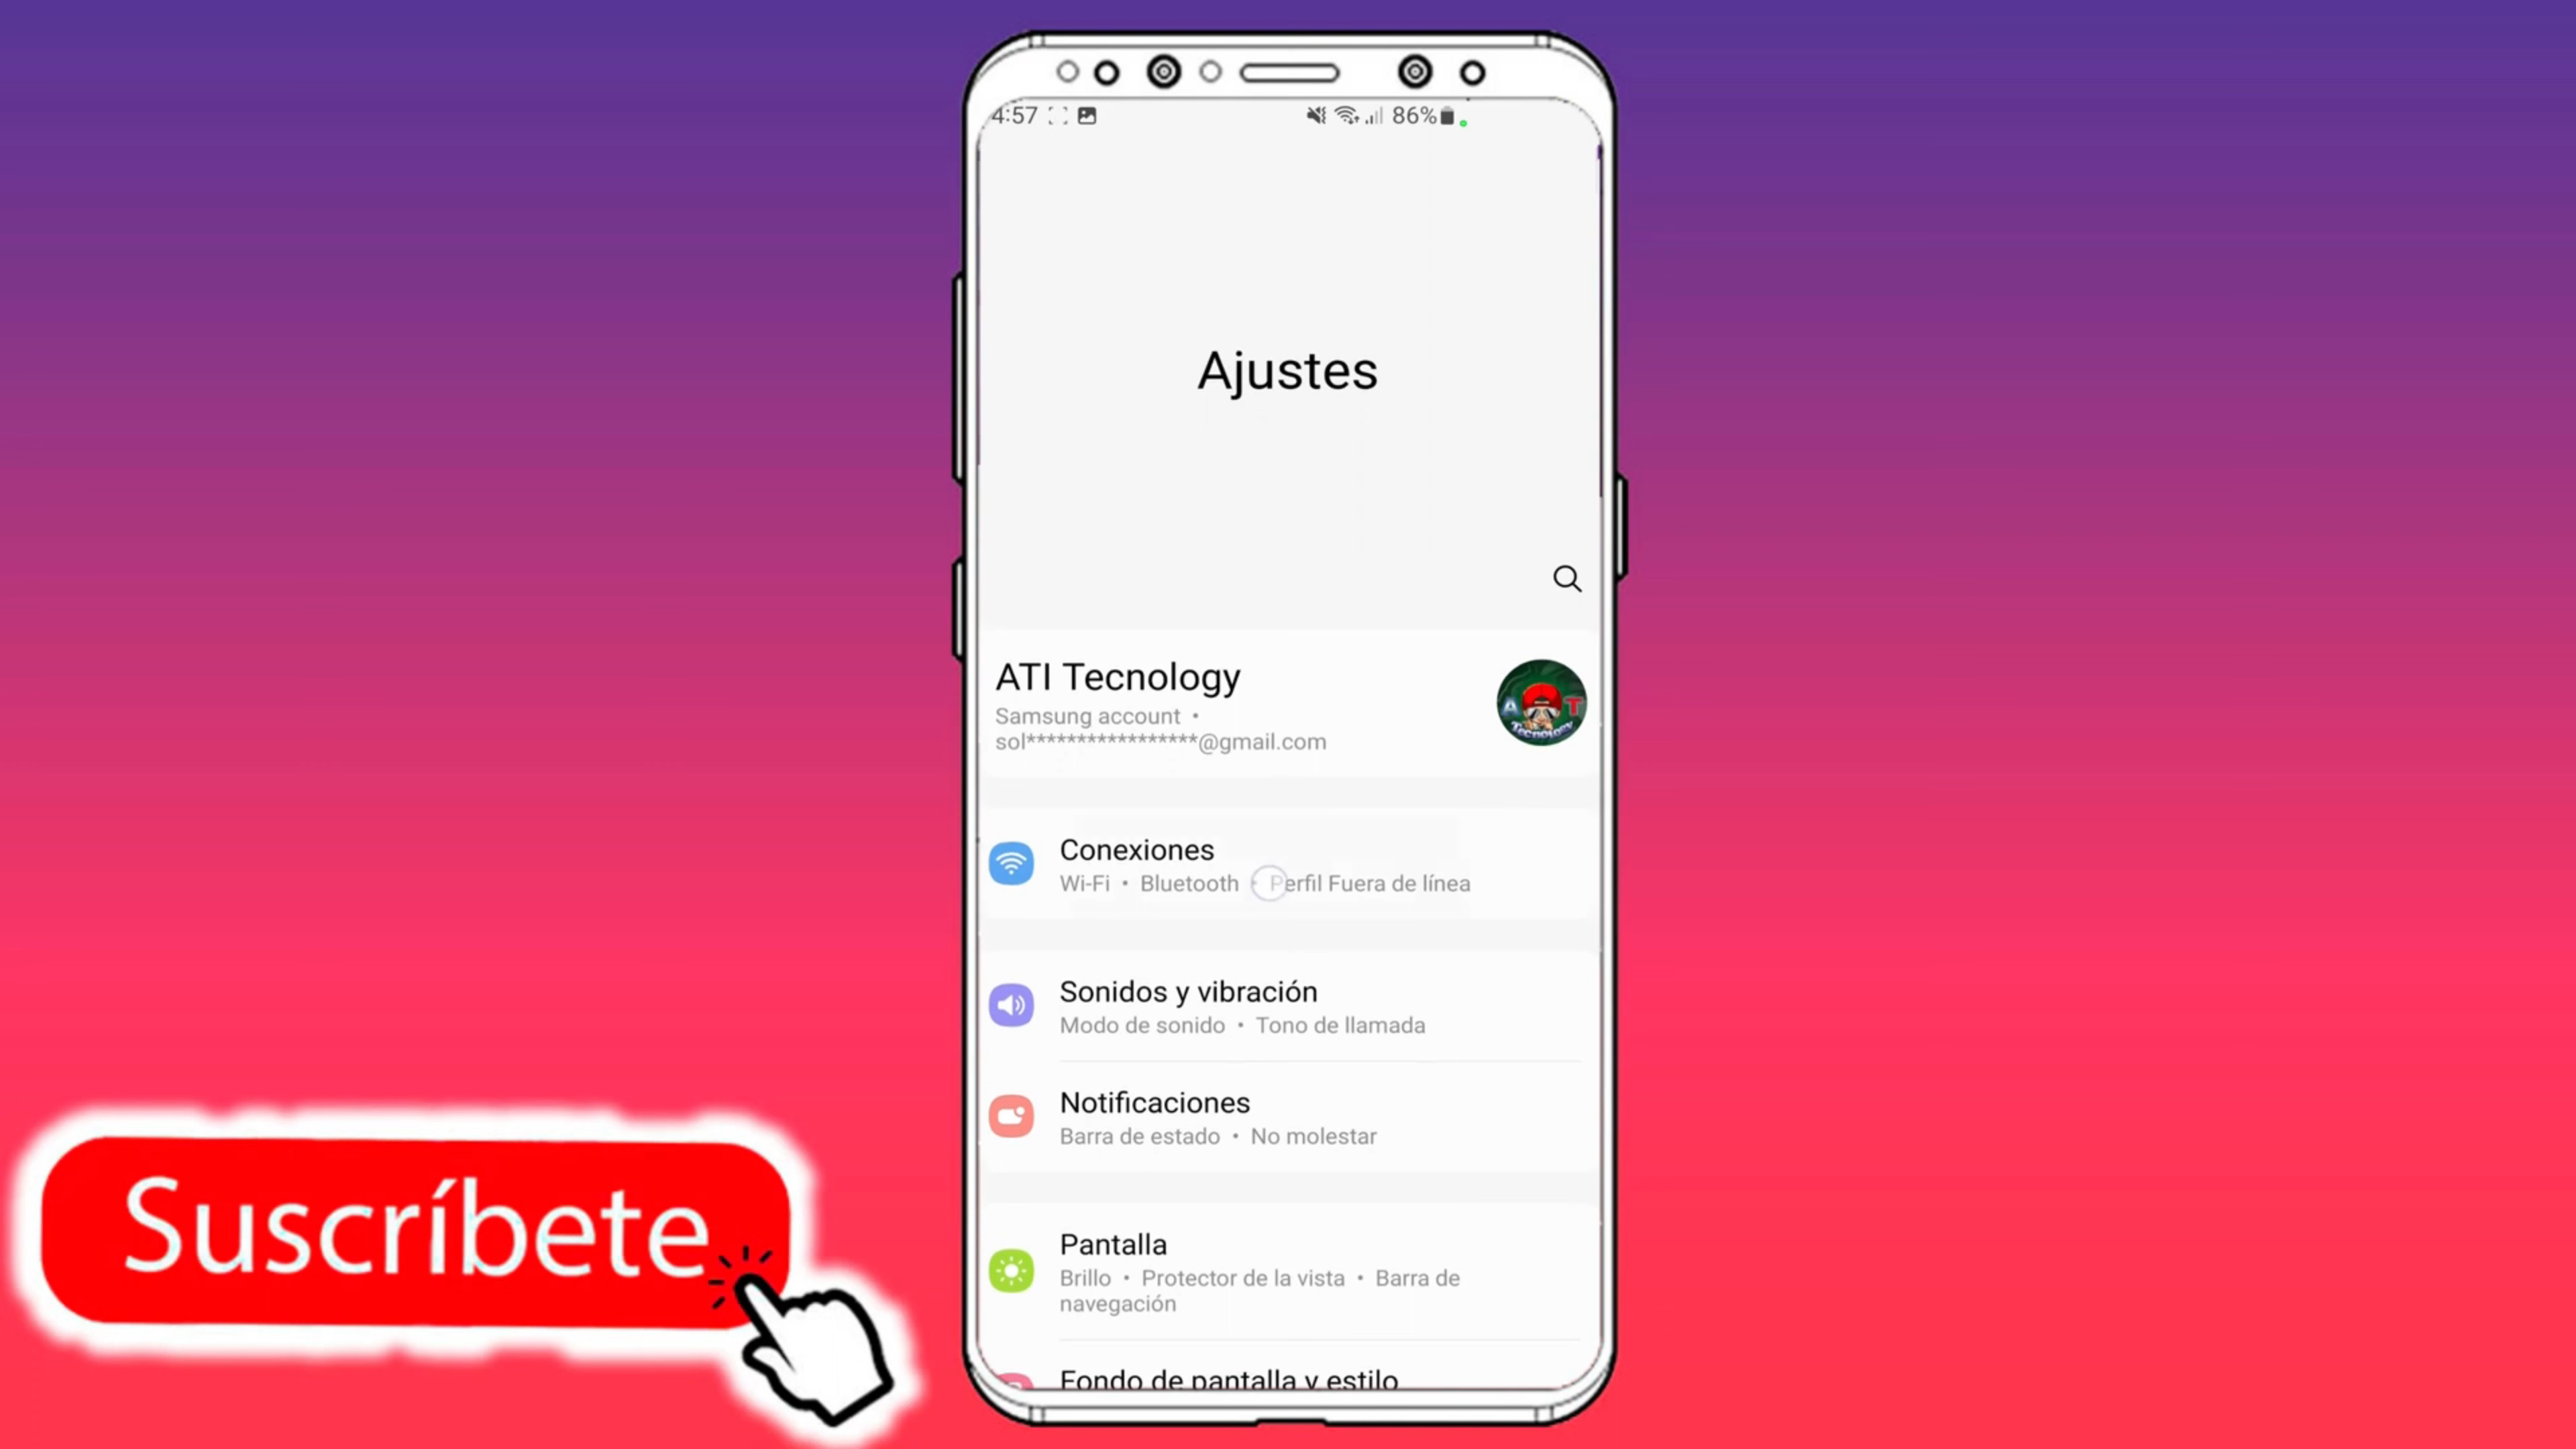 4:57
86%
Ajustes
ATI Tecnology
Samsung account •
sol*****************@gmail.com
A T
Tecnology
Conexiones
Wi-Fi • Bluetooth • Perfil Fuera de línea
Sonidos y vibración
Modo de sonido • Tono de llamada
Notificaciones
Barra de estado • No molestar
Pantalla
Brillo • Protector de la vista • Barra de
navegación
Fondo de pantalla y estilo
Suscríbete